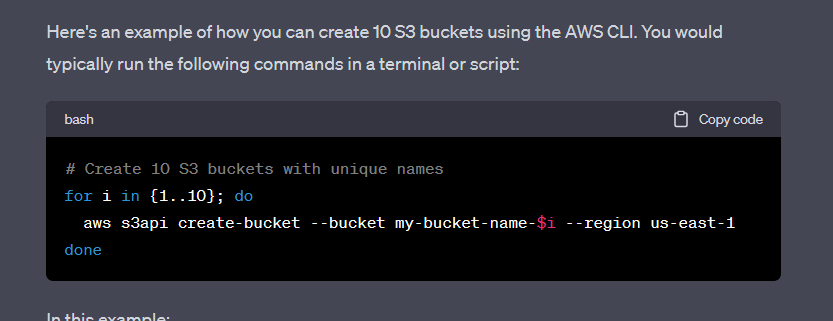 Here's an example of how you can create 10 S3 buckets using the AWS CLI. You would
typically run the following commands in a terminal or script:
bash
Copy code
# Create 10 S3 buckets with unique names
for i in {1..10}; do
  aws s3api create-bucket --bucket my-bucket-name-$i --region us-east-1
done
In this example: